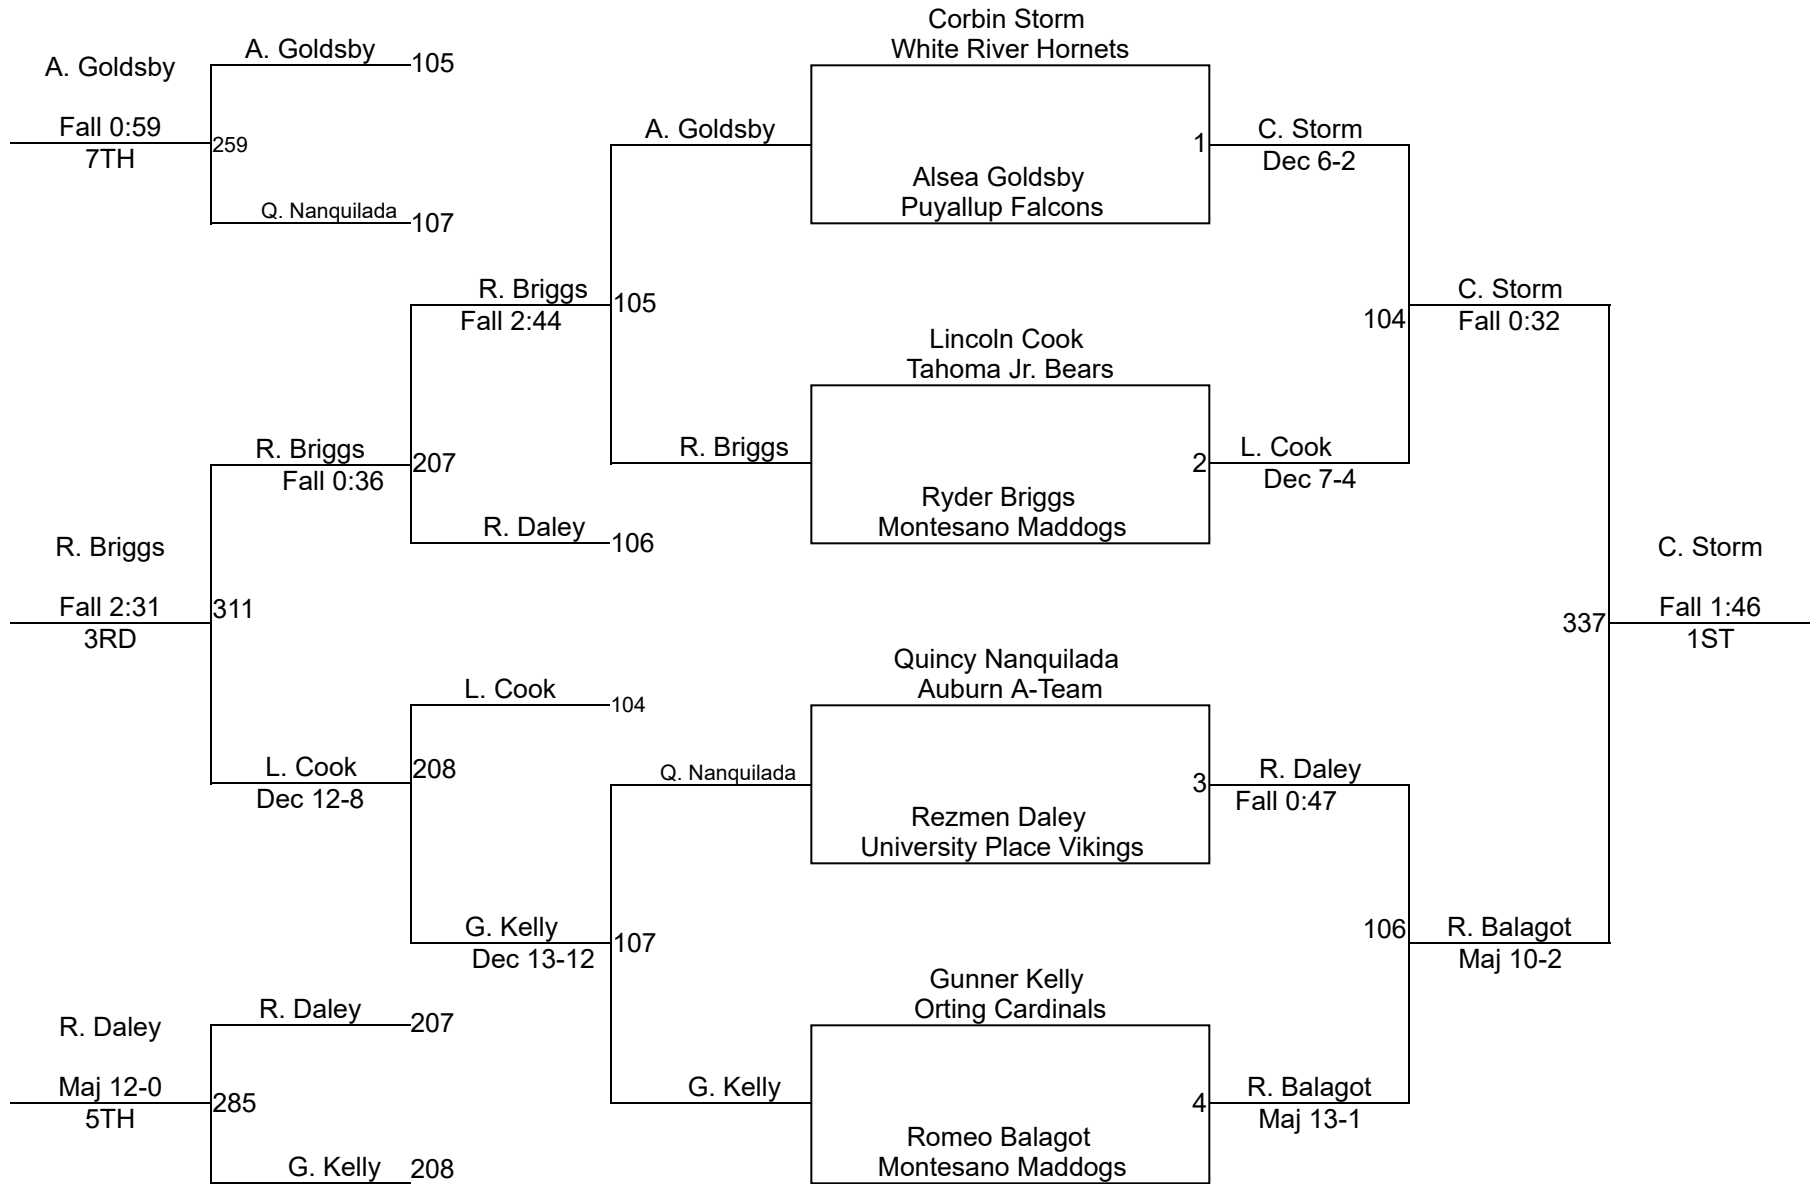 Corbin Storm
White River Hornets
A. Goldsby
A. Goldsby
105
Fall 0:59
7TH
259
A. Goldsby
1
C. Storm
Dec 6-2
Alsea Goldsby
Puyallup Falcons
Q. Nanquilada
107
R. Briggs
Fall 2:44
105
C. Storm
Fall 0:32
104
Lincoln Cook
Tahoma Jr. Bears
R. Briggs
Fall 0:36
207
R. Briggs
2
L. Cook
Dec 7-4
Ryder Briggs
Montesano Maddogs
R. Daley
106
R. Briggs
Fall 2:31
3RD
311
C. Storm
337
Fall 1:46
1ST
Quincy Nanquilada
Auburn A-Team
L. Cook
104
L. Cook
Dec 12-8
208
Q. Nanquilada
3
R. Daley
Fall 0:47
Rezmen Daley
University Place Vikings
G. Kelly
Dec 13-12
107
106
R. Balagot
Maj 10-2
Gunner Kelly
Orting Cardinals
R. Daley
R. Daley
207
Maj 12-0
5TH
285
G. Kelly
4
R. Balagot
Maj 13-1
Romeo Balagot
Montesano Maddogs
G. Kelly
208